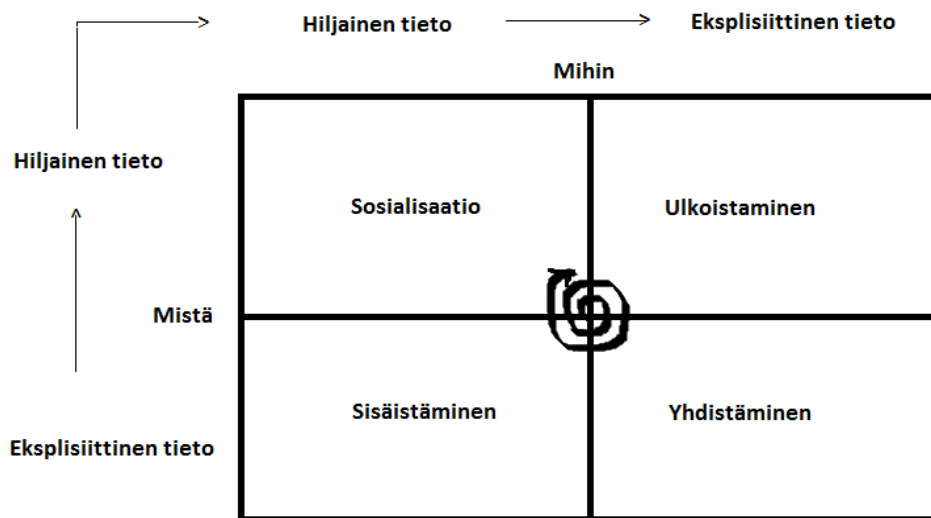 Hiljainen tieto
Eksplisiittinen tieto
Mihin
Hiljainen tieto
Sosialisaatio
Ulkoistaminen
Mistä
Sisäistäminen
Yhdistäminen
Eksplisiittinen tieto